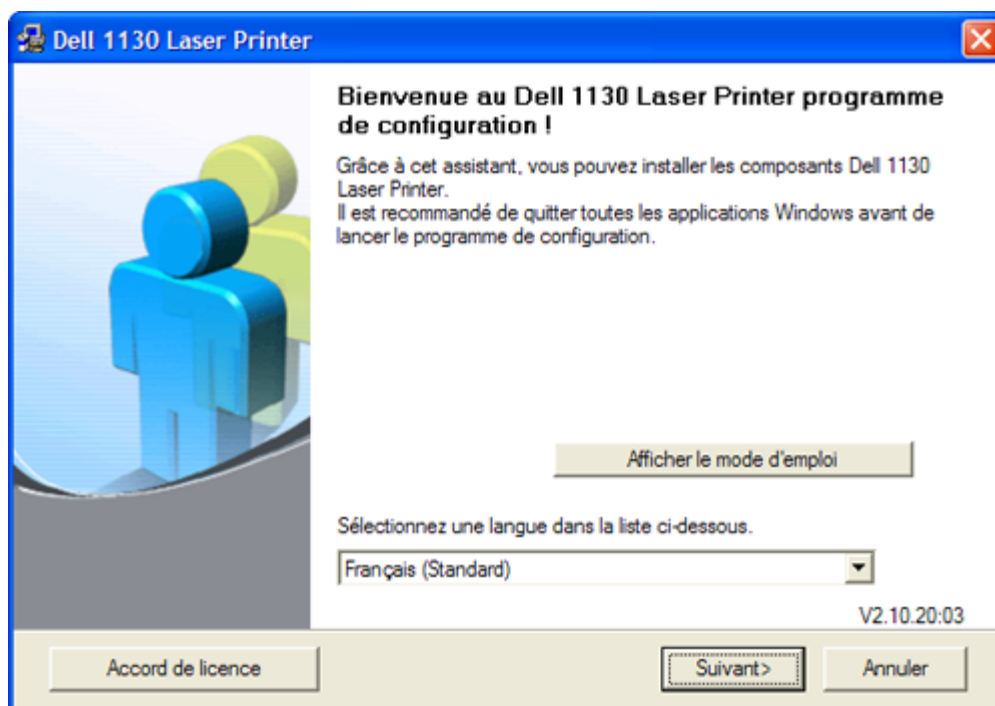 Dell 1130 Laser Printer
Bienvenue au Dell 1130 Laser Printer programme
de configuration !
Grâce à cet assistant, vous pouvez installer les composants Dell 1130
Laser Printer.
Il est recommandé de quitter toutes les applications Windows avant de
lancer le programme de configuration.
Afficher le mode d'emploi
Sélectionnez une langue dans la liste ci-dessous.
Français (Standard)
V2.10.20:03
Accord de licence
Suivant>
Annuler